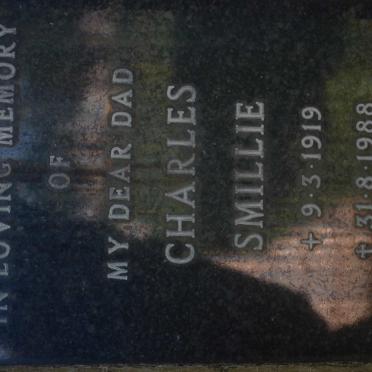 IN LOVING MEMORY
OF
MY DEAR DAD
CHARLES
SMILLIE
+ 9·3·1919
+ 31·8·1988